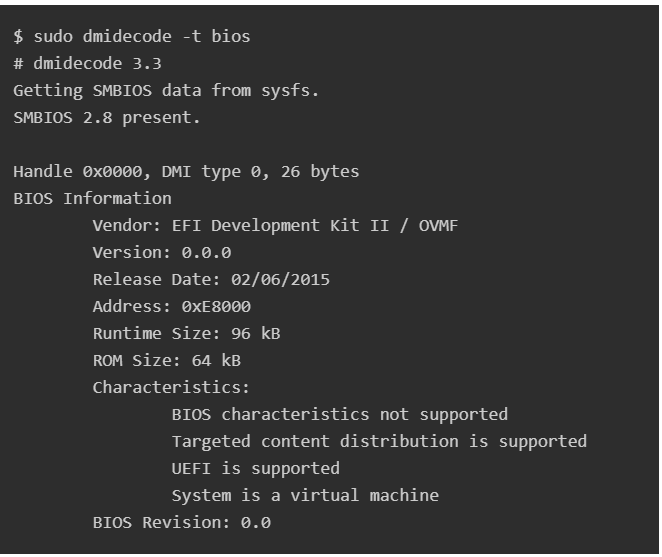 $ sudo dmidecode -t bios
# dmidecode 3.3
Getting SMBIOS data from sysfs.
SMBIOS 2.8 present.

Handle 0x0000, DMI type 0, 26 bytes
BIOS Information
        Vendor: EFI Development Kit II / OVMF
        Version: 0.0.0
        Release Date: 02/06/2015
        Address: 0xE8000
        Runtime Size: 96 kB
        ROM Size: 64 kB
        Characteristics:
                BIOS characteristics not supported
                Targeted content distribution is supported
                UEFI is supported
                System is a virtual machine
        BIOS Revision: 0.0